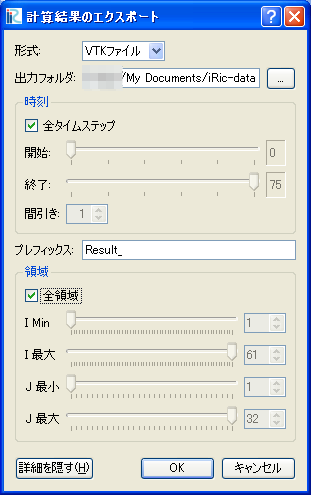 計算結果のエクスポート
形式: VTKファイル
出力フォルダ: /My Documents/iRic-data ...
時刻
全タイムステップ
開始: 0
終了: 75
間引き: 1
プレフィックス: Result_
領域
全領域
I Min 1
I 最大 61
J 最小 1
J 最大 32
詳細を隠す(H) OK キャンセル